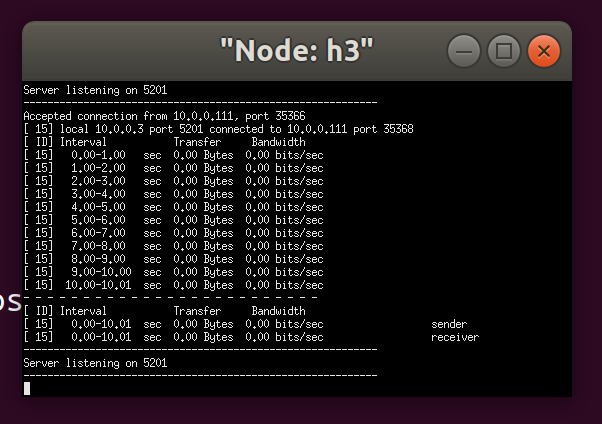 "Node: h3"
Server listening on 5201
-----------------------------------------------------------
Accepted connection from 10.0.0.111, port 35366
[ 15] local 10.0.0.3 port 5201 connected to 10.0.0.111 port 35368
[ ID] Interval           Transfer     Bandwidth
[ 15]   0.00-1.00   sec  0.00 Bytes  0.00 bits/sec
[ 15]   1.00-2.00   sec  0.00 Bytes  0.00 bits/sec
[ 15]   2.00-3.00   sec  0.00 Bytes  0.00 bits/sec
[ 15]   3.00-4.00   sec  0.00 Bytes  0.00 bits/sec
[ 15]   4.00-5.00   sec  0.00 Bytes  0.00 bits/sec
[ 15]   5.00-6.00   sec  0.00 Bytes  0.00 bits/sec
[ 15]   6.00-7.00   sec  0.00 Bytes  0.00 bits/sec
[ 15]   7.00-8.00   sec  0.00 Bytes  0.00 bits/sec
[ 15]   8.00-9.00   sec  0.00 Bytes  0.00 bits/sec
[ 15]   9.00-10.00  sec  0.00 Bytes  0.00 bits/sec
[ 15]  10.00-10.01  sec  0.00 Bytes  0.00 bits/sec
- - - - - - - - - - - - - - - - - - - - - - - - -
[ ID] Interval           Transfer     Bandwidth
[ 15]   0.00-10.01  sec  0.00 Bytes  0.00 bits/sec                  sender
[ 15]   0.00-10.01  sec  0.00 Bytes  0.00 bits/sec                  receiver
-----------------------------------------------------------
Server listening on 5201
-----------------------------------------------------------